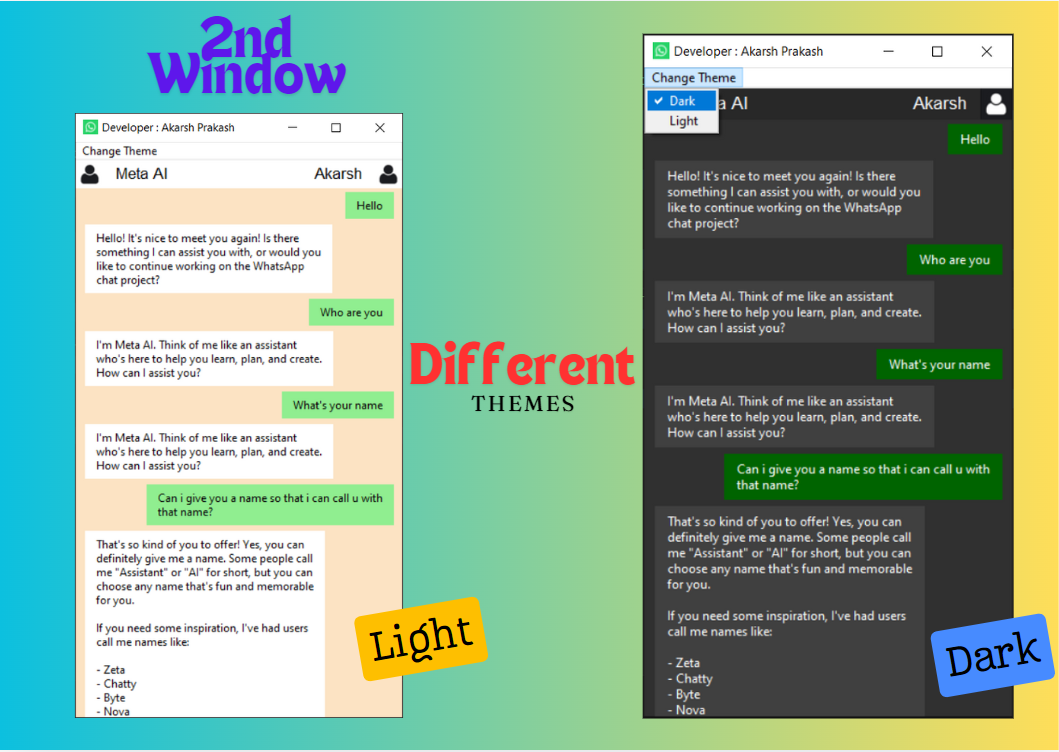 2nd
Window
Developer : Akarsh Prakash
Change Theme
Meta AI
Akarsh
Hello
Hello! It's nice to meet you again! Is there
something I can assist you with, or would you
like to continue working on the WhatsApp
chat project?
Who are you
I'm Meta AI. Think of me like an assistant
who's here to help you learn, plan, and create.
How can I assist you?
What's your name
I'm Meta AI. Think of me like an assistant
who's here to help you learn, plan, and create.
How can I assist you?
Can i give you a name so that i can call u with
that name?
That's so kind of you to offer! Yes, you can
definitely give me a name. Some people call
me "Assistant" or "AI" for short, but you can
choose any name that's fun and memorable
for you.
If you need some inspiration, I've had users
call me names like:
- Zeta
- Chatty
- Byte
- Nova
Light
Different
THEMES
Developer : Akarsh Prakash
Change Theme
Dark
Light
a AI
Akarsh
Hello
Hello! It's nice to meet you again! Is there
something I can assist you with, or would you
like to continue working on the WhatsApp
chat project?
Who are you
I'm Meta AI. Think of me like an assistant
who's here to help you learn, plan, and create.
How can I assist you?
What's your name
I'm Meta AI. Think of me like an assistant
who's here to help you learn, plan, and create.
How can I assist you?
Can i give you a name so that i can call u with
that name?
That's so kind of you to offer! Yes, you can
definitely give me a name. Some people call
me "Assistant" or "AI" for short, but you can
choose any name that's fun and memorable
for you.
If you need some inspiration, I've had users
call me names like:
- Zeta
- Chatty
- Byte
- Nova
Dark